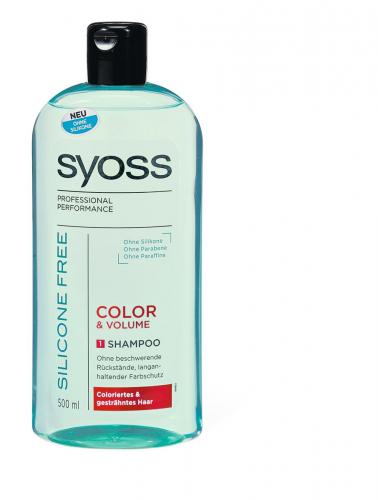 NEU
OHNE
SILIKONE
syoss
PROFESSIONAL
PERFORMANCE
Ohne Silikone
Ohne Parabene
Ohne Paraffine
SILICONE FREE
COLOR
& VOLUME
1 SHAMPOO
Ohne beschwerende
Rückstände, langan-
haltender Farbschutz
Coloriertes &
gesträhntes Haar
500 ml